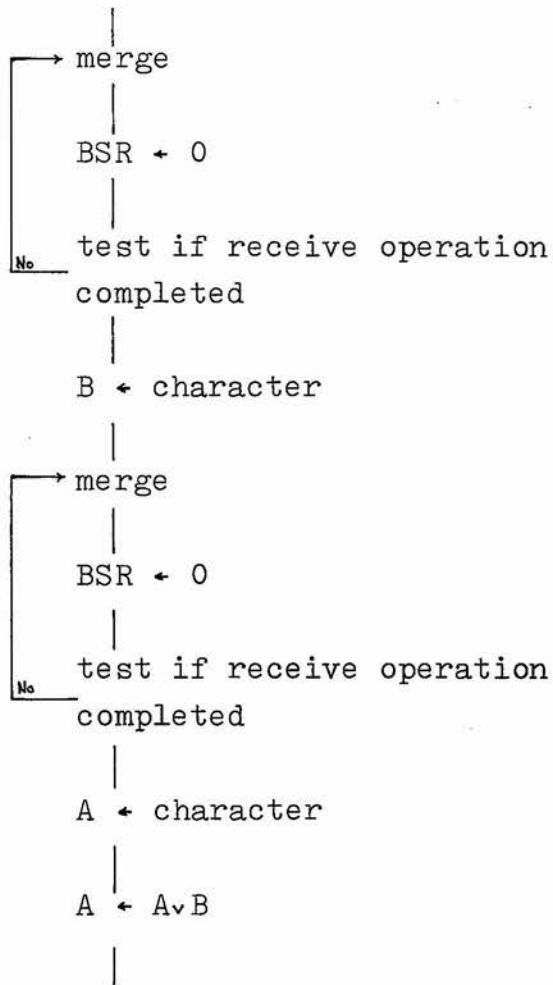 merge
BSR ← 0
test if receive operation
No
completed
B ← character
merge
BSR ← 0
test if receive operation
No
completed
A ← character
A ← A∨B